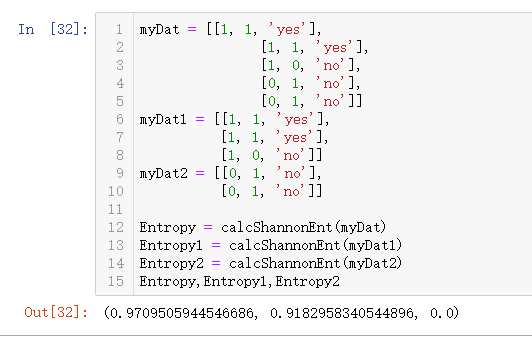 In [32]:
1 myDat = [[1, 1, 'yes'],
2 [1, 1, 'yes'],
3 [1, 0, 'no'],
4 [0, 1, 'no'],
5 [0, 1, 'no']]
6 myDat1 = [[1, 1, 'yes'],
7 [1, 1, 'yes'],
8 [1, 0, 'no']]
9 myDat2 = [[0, 1, 'no'],
10 [0, 1, 'no']]
11
12 Entropy = calcShannonEnt(myDat)
13 Entropy1 = calcShannonEnt(myDat1)
14 Entropy2 = calcShannonEnt(myDat2)
15 Entropy,Entropy1,Entropy2
Out[32]: (0.9709505944546686, 0.9182958340544896, 0.0)